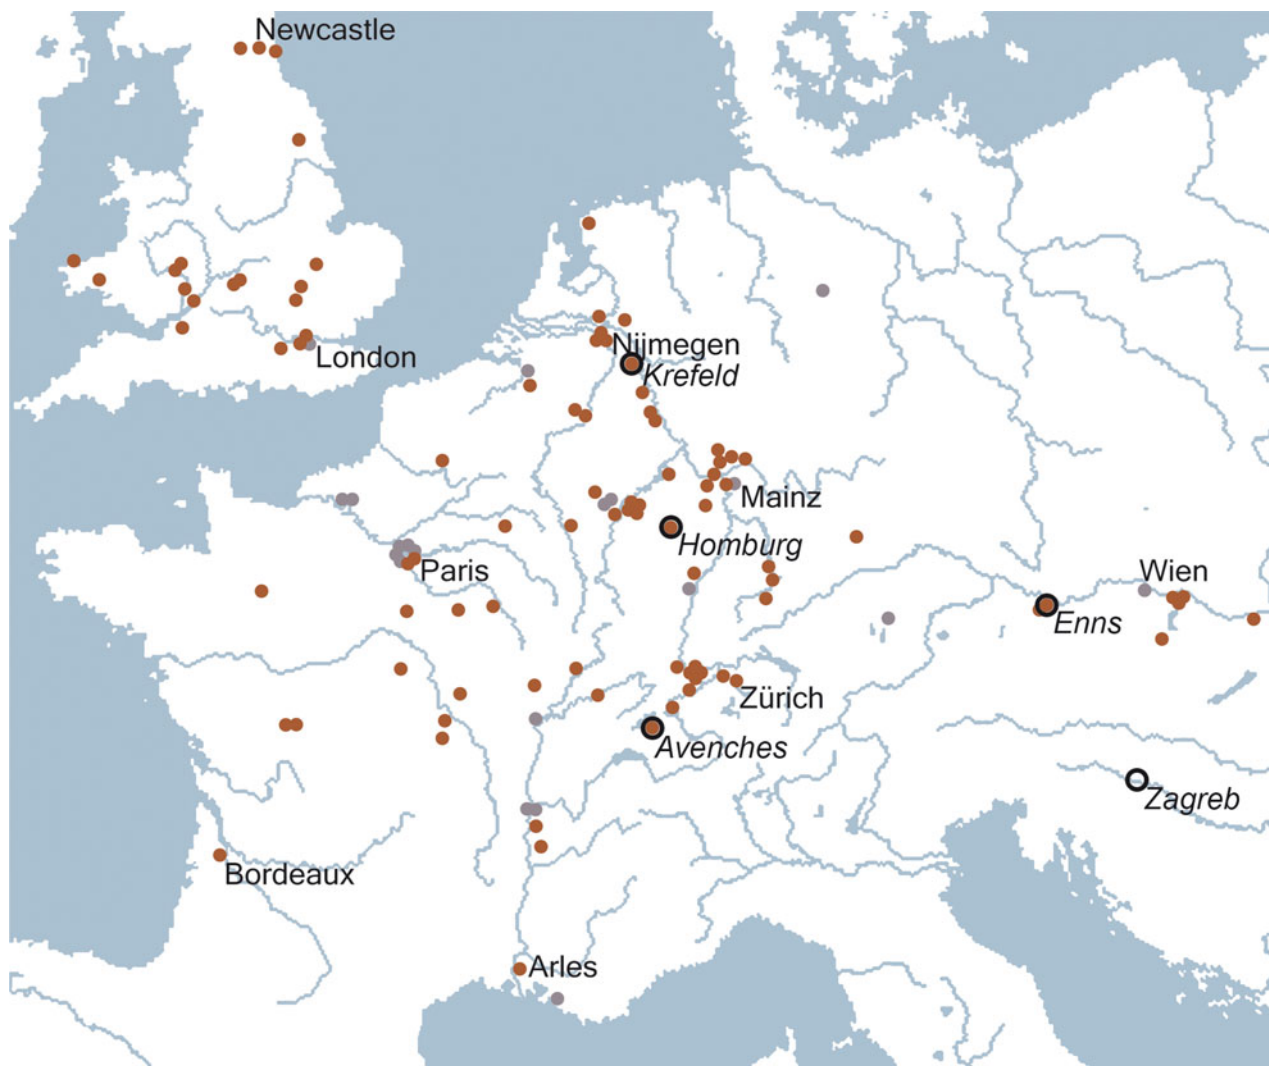 Newcastle
London
Nijmegen
Krefeld
Mainz
Homburg
Paris
Wien
Enns
Zürich
Avenches
Zagreb
Bordeaux
Arles